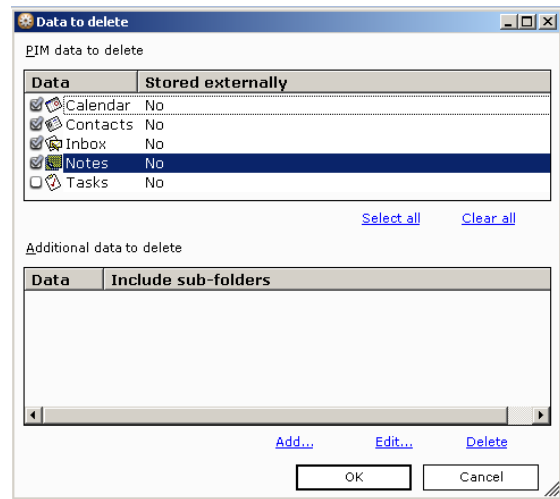 Data to delete
PIM data to delete
Data Stored externally
Calendar No
Contacts No
Inbox No
Notes No
Tasks No
Select all Clear all
Additional data to delete
Data Include sub-folders
Add... Edit... Delete
OK Cancel